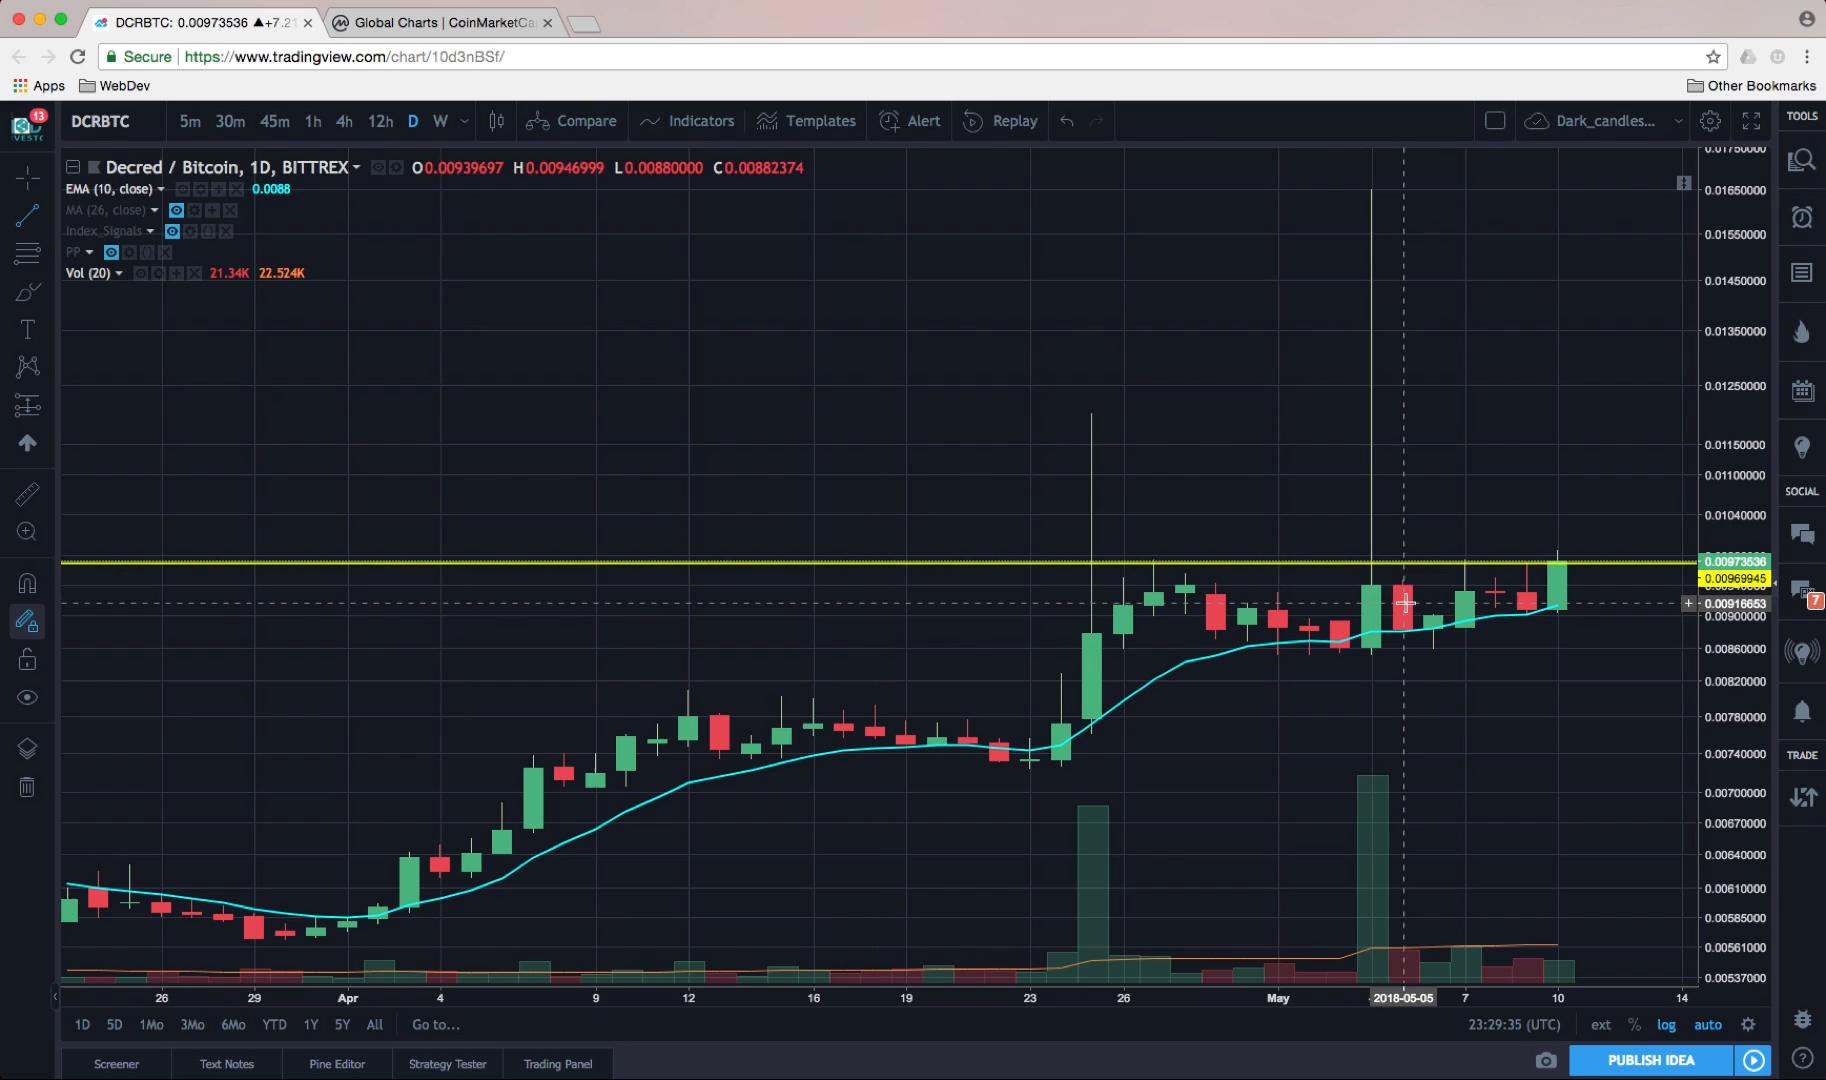 DCRBTC: 0.00973536 ▲+7.21
Global Charts | CoinMarketCa
Secure | https://www.tradingview.com/chart/10d3nBSf/
Apps WebDev Other Bookmarks
13
VESTO
DCRBTC 5m 30m 45m 1h 4h 12h D W Compare Indicators Templates Alert Replay Dark_candles... TOOLS
Decred / Bitcoin, 1D, BITTREX O0.00939697 H0.00946999 L0.00880000 C0.00882374
EMA (10, close) 0.0088
MA (26, close)
Index_Signals
PP
Vol (20) 21.34K 22.524K
0.01750000
0.01650000
0.01550000
0.01450000
0.01350000
0.01250000
0.01150000
0.01100000
0.01040000
0.00973536
0.00969945
0.00916653
0.00900000
0.00860000
0.00820000
0.00780000
0.00740000
0.00700000
0.00670000
0.00640000
0.00610000
0.00585000
0.00561000
0.00537000
SOCIAL
7
TRADE
26 29 Apr 4 9 12 16 19 23 26 May 2018-05-05 7 10 14
1D 5D 1Mo 3Mo 6Mo YTD 1Y 5Y All Go to... 23:29:35 (UTC) ext % log auto
Screener Text Notes Pine Editor Strategy Tester Trading Panel PUBLISH IDEA